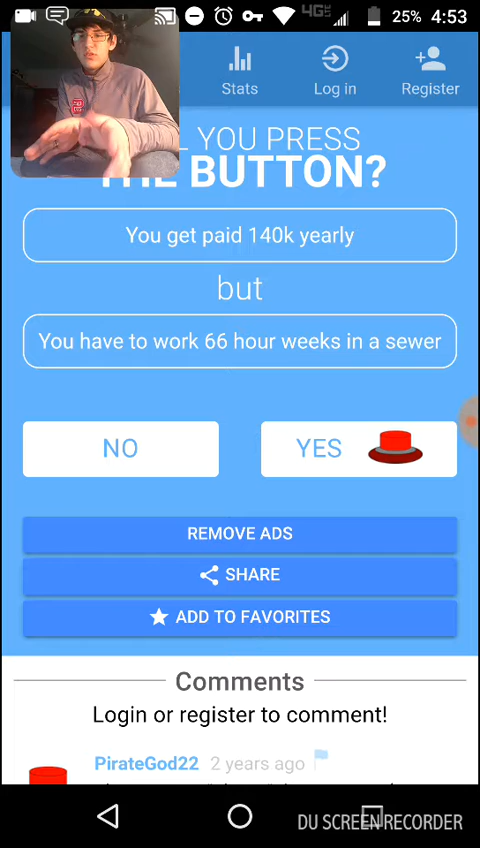 4G
25% 4:53
Stats
Log in
Register
YOU PRESS
THE BUTTON?
You get paid 140k yearly
but
You have to work 66 hour weeks in a sewer
NO
YES
REMOVE ADS
SHARE
ADD TO FAVORITES
Comments
Login or register to comment!
PirateGod22 2 years ago
DU SCREEN RECORDER